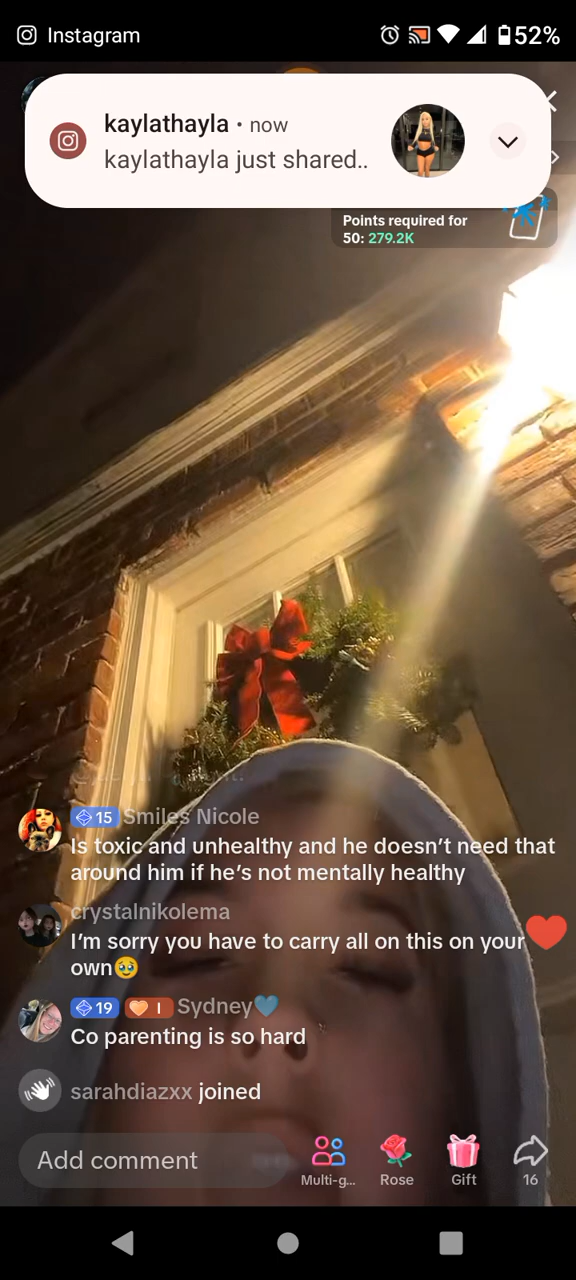 Instagram
52%
kaylathayla • now
kaylathayla just shared..
Points required for
50: 279.2K
15 Smiles Nicole
Is toxic and unhealthy and he doesn’t need that
around him if he’s not mentally healthy
crystalnikolema
I’m sorry you have to carry all on this on your
own🥹
19 I Sydney🩵
Co parenting is so hard
sarahdiazxx joined
Add comment
Multi-g...
Rose
Gift
16